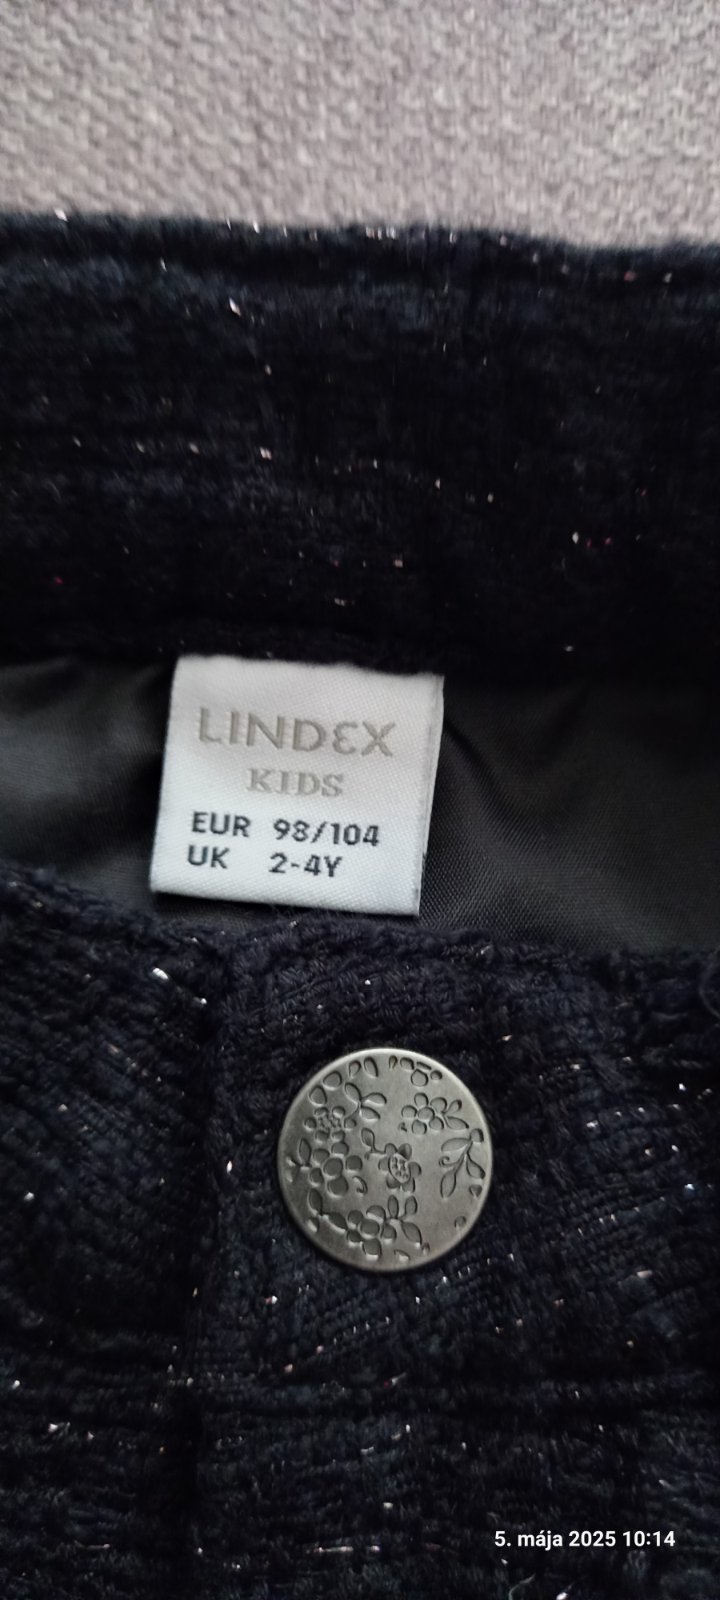 LINDEX
KIDS
EUR 98/104
UK 2-4Y
5. mája 2025 10:14